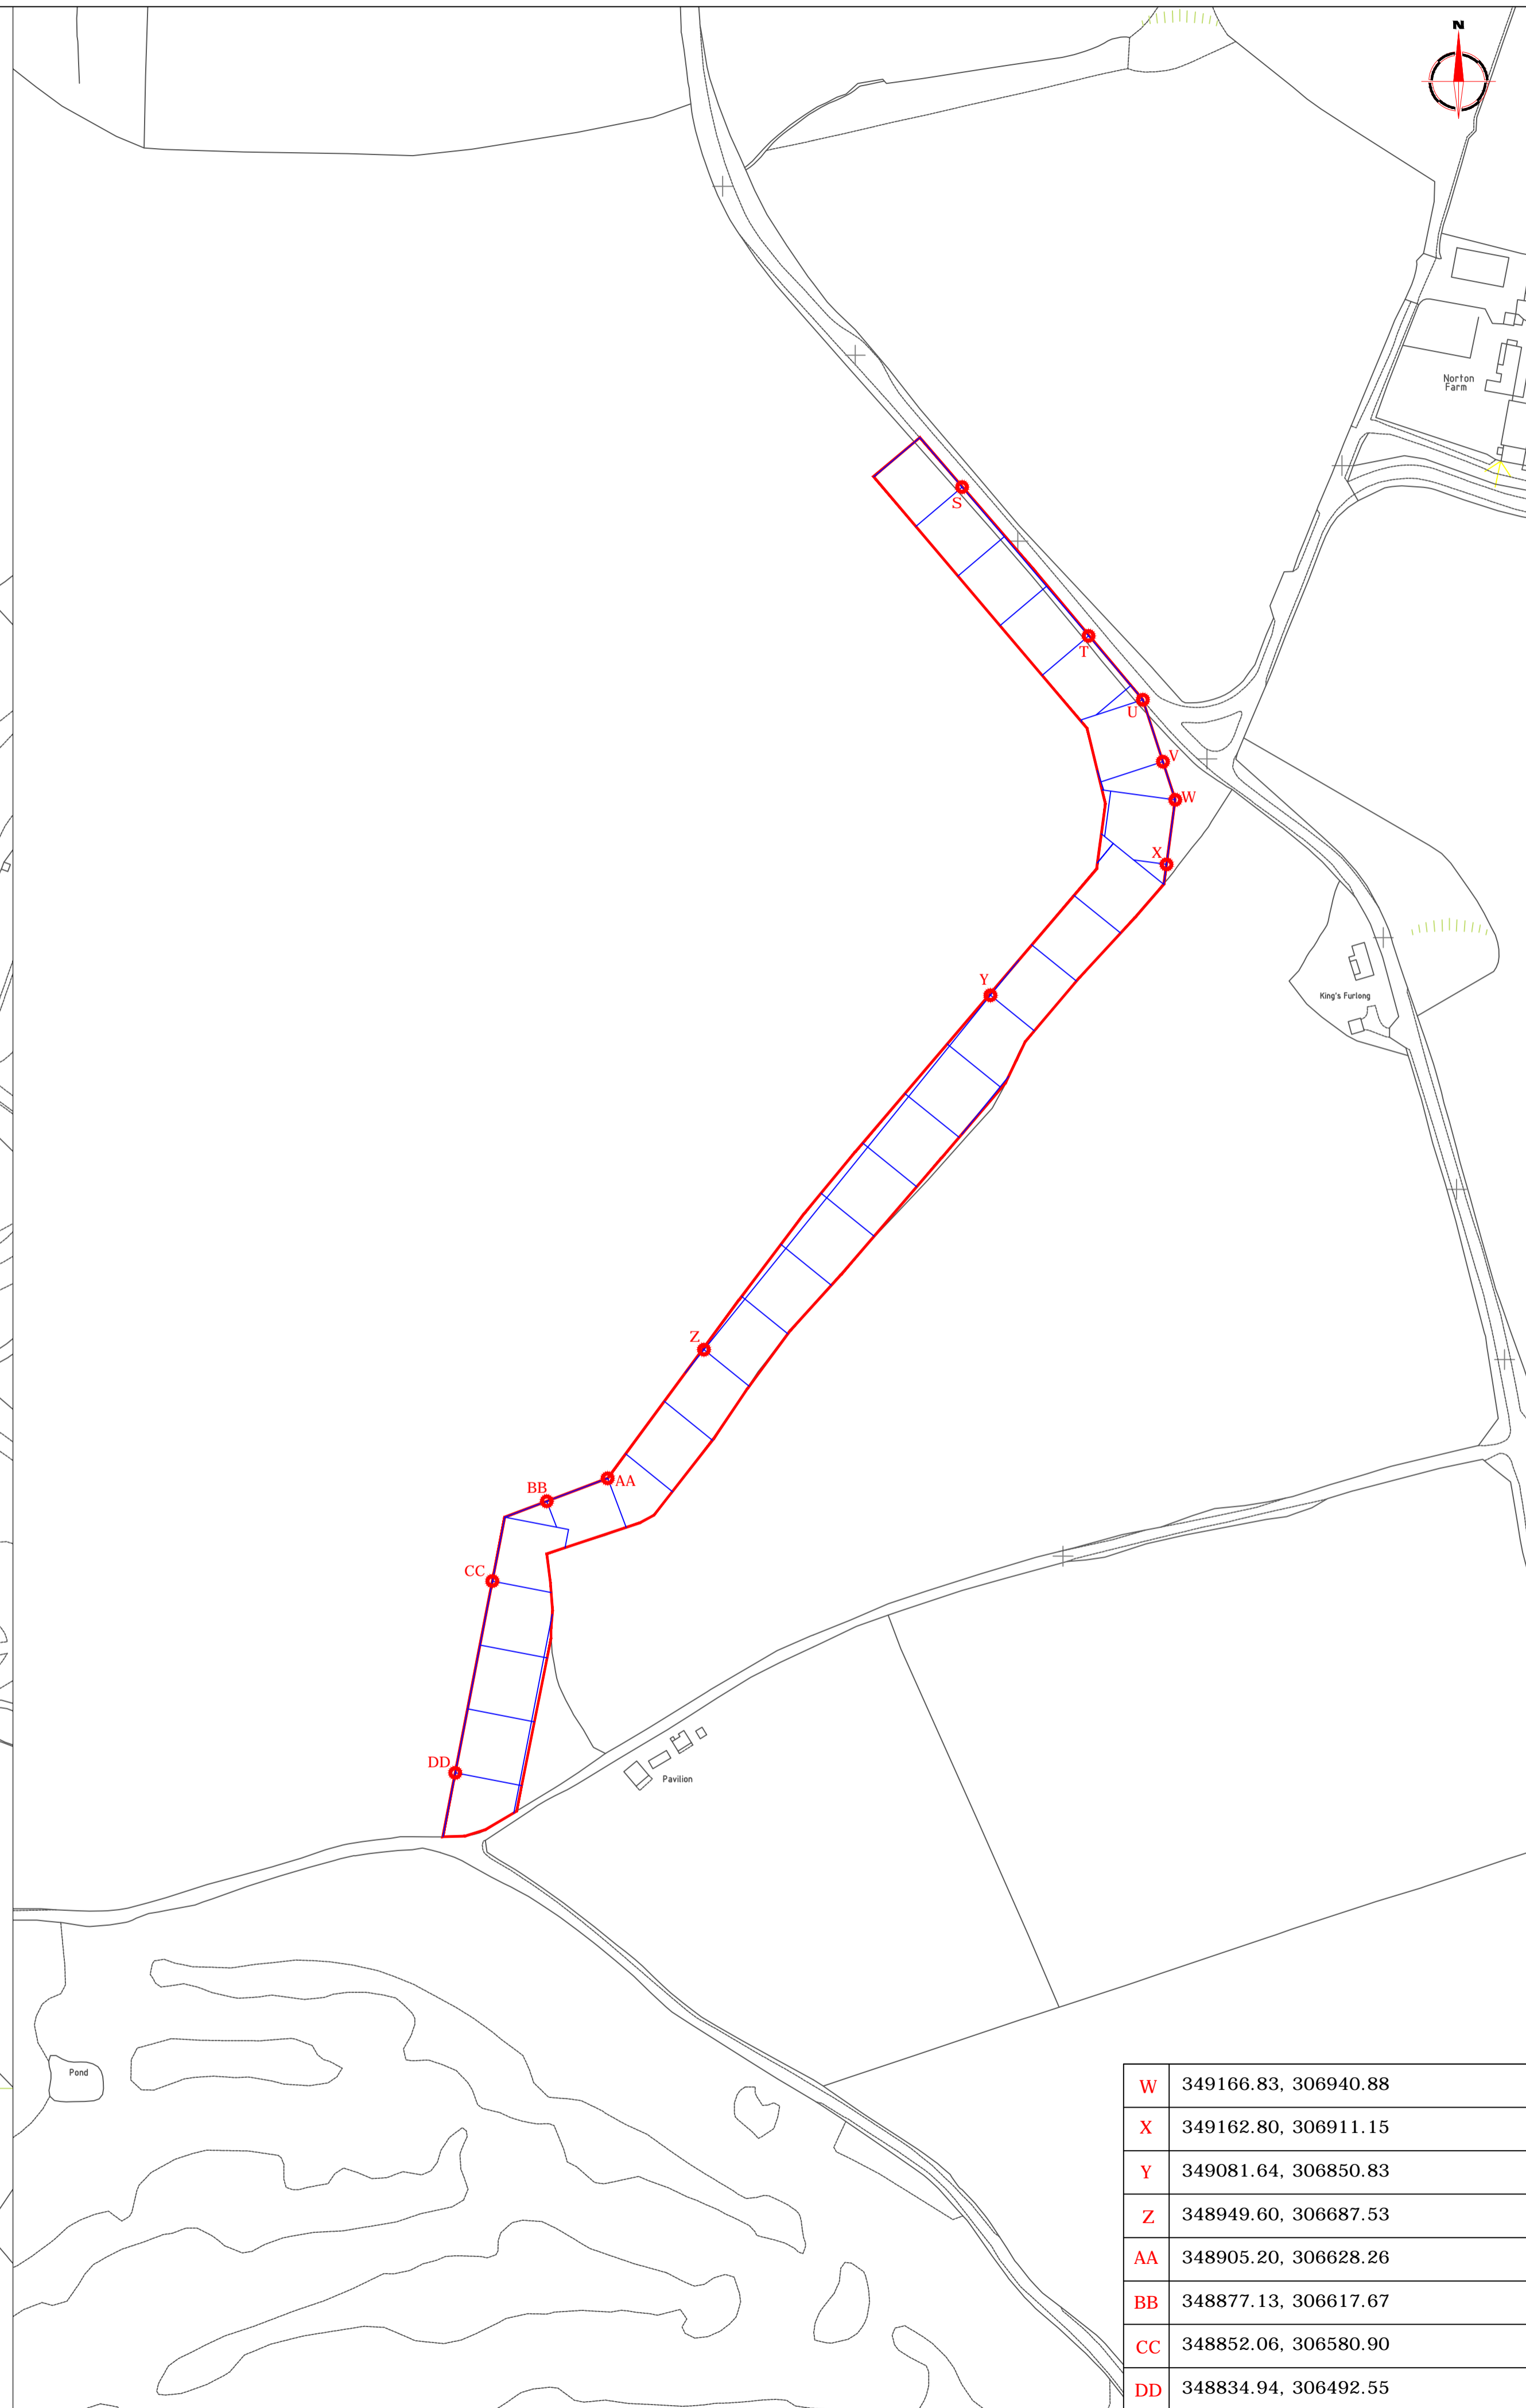 N
Norton
Farm
S
T
U
V
W
X
Y
King's Furlong
Z
AA
BB
CC
DD
Pavilion
Pond
W 349166.83, 306940.88
X 349162.80, 306911.15
Y 349081.64, 306850.83
Z 348949.60, 306687.53
AA 348905.20, 306628.26
BB 348877.13, 306617.67
CC 348852.06, 306580.90
DD 348834.94, 306492.55